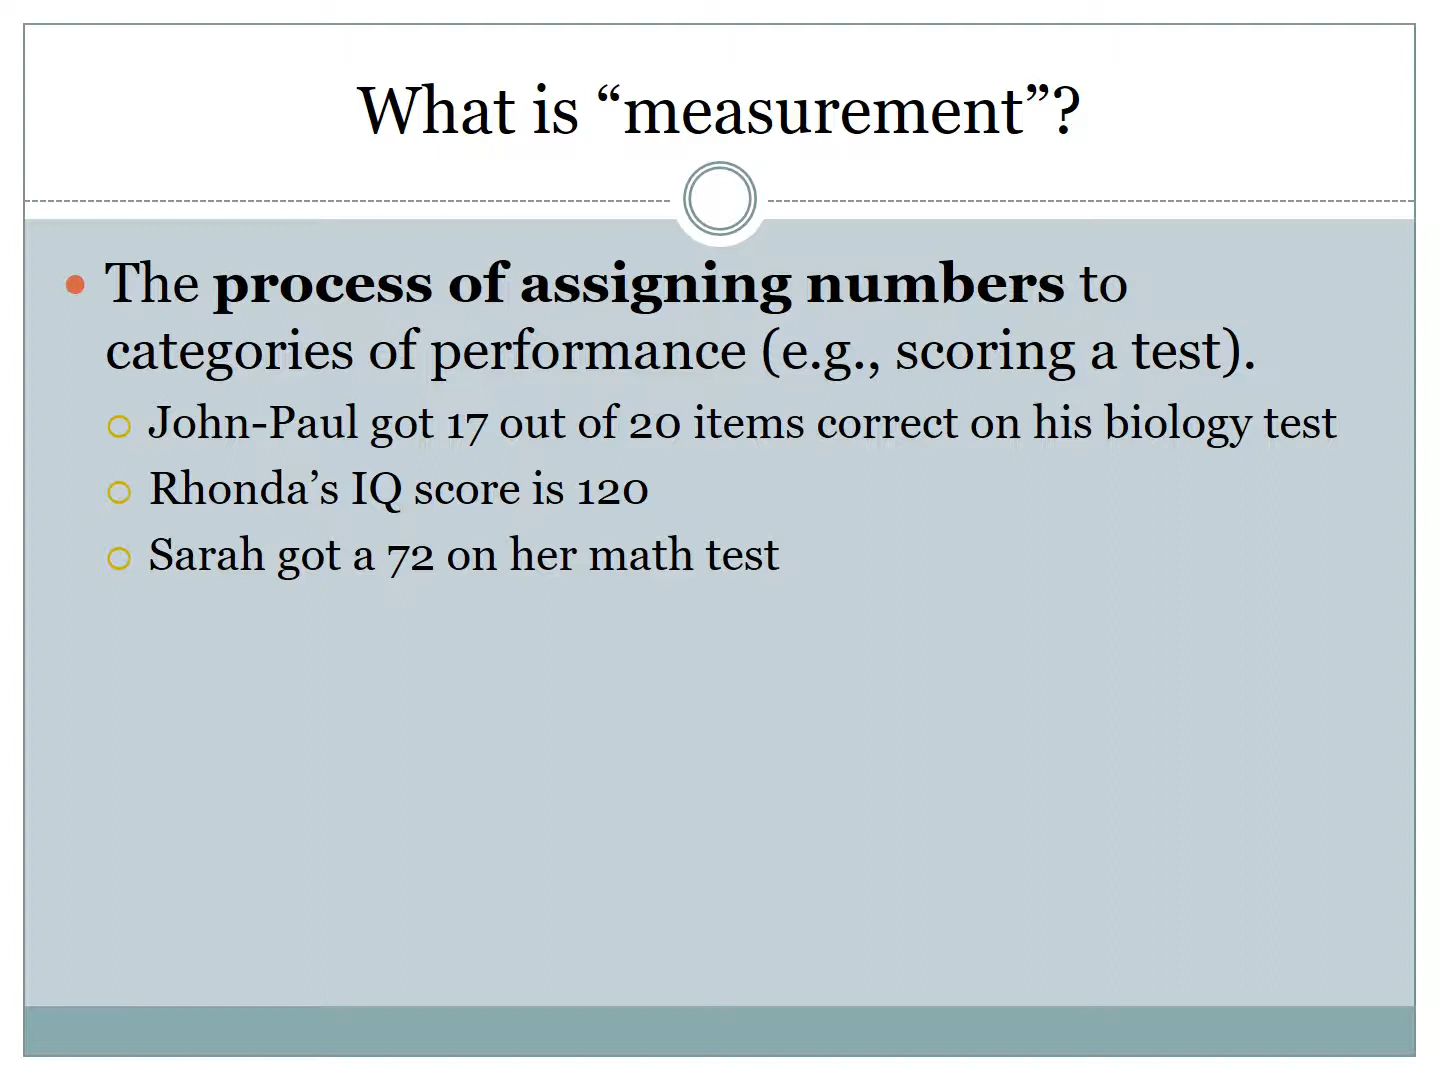 What is “measurement”?
The process of assigning numbers to
categories of performance (e.g., scoring a test).
John-Paul got 17 out of 20 items correct on his biology test
Rhonda’s IQ score is 120
Sarah got a 72 on her math test